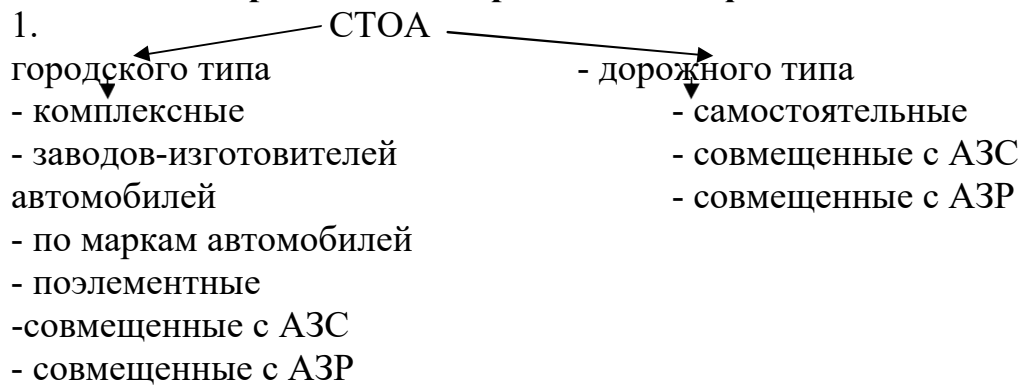 1. СТОА
городского типа - дорожного типа
- комплексные - самостоятельные
- заводов-изготовителей - совмещенные с АЗС
автомобилей - совмещенные с АЗР
- по маркам автомобилей
- поэлементные
-совмещенные с АЗС
- совмещенные с АЗР